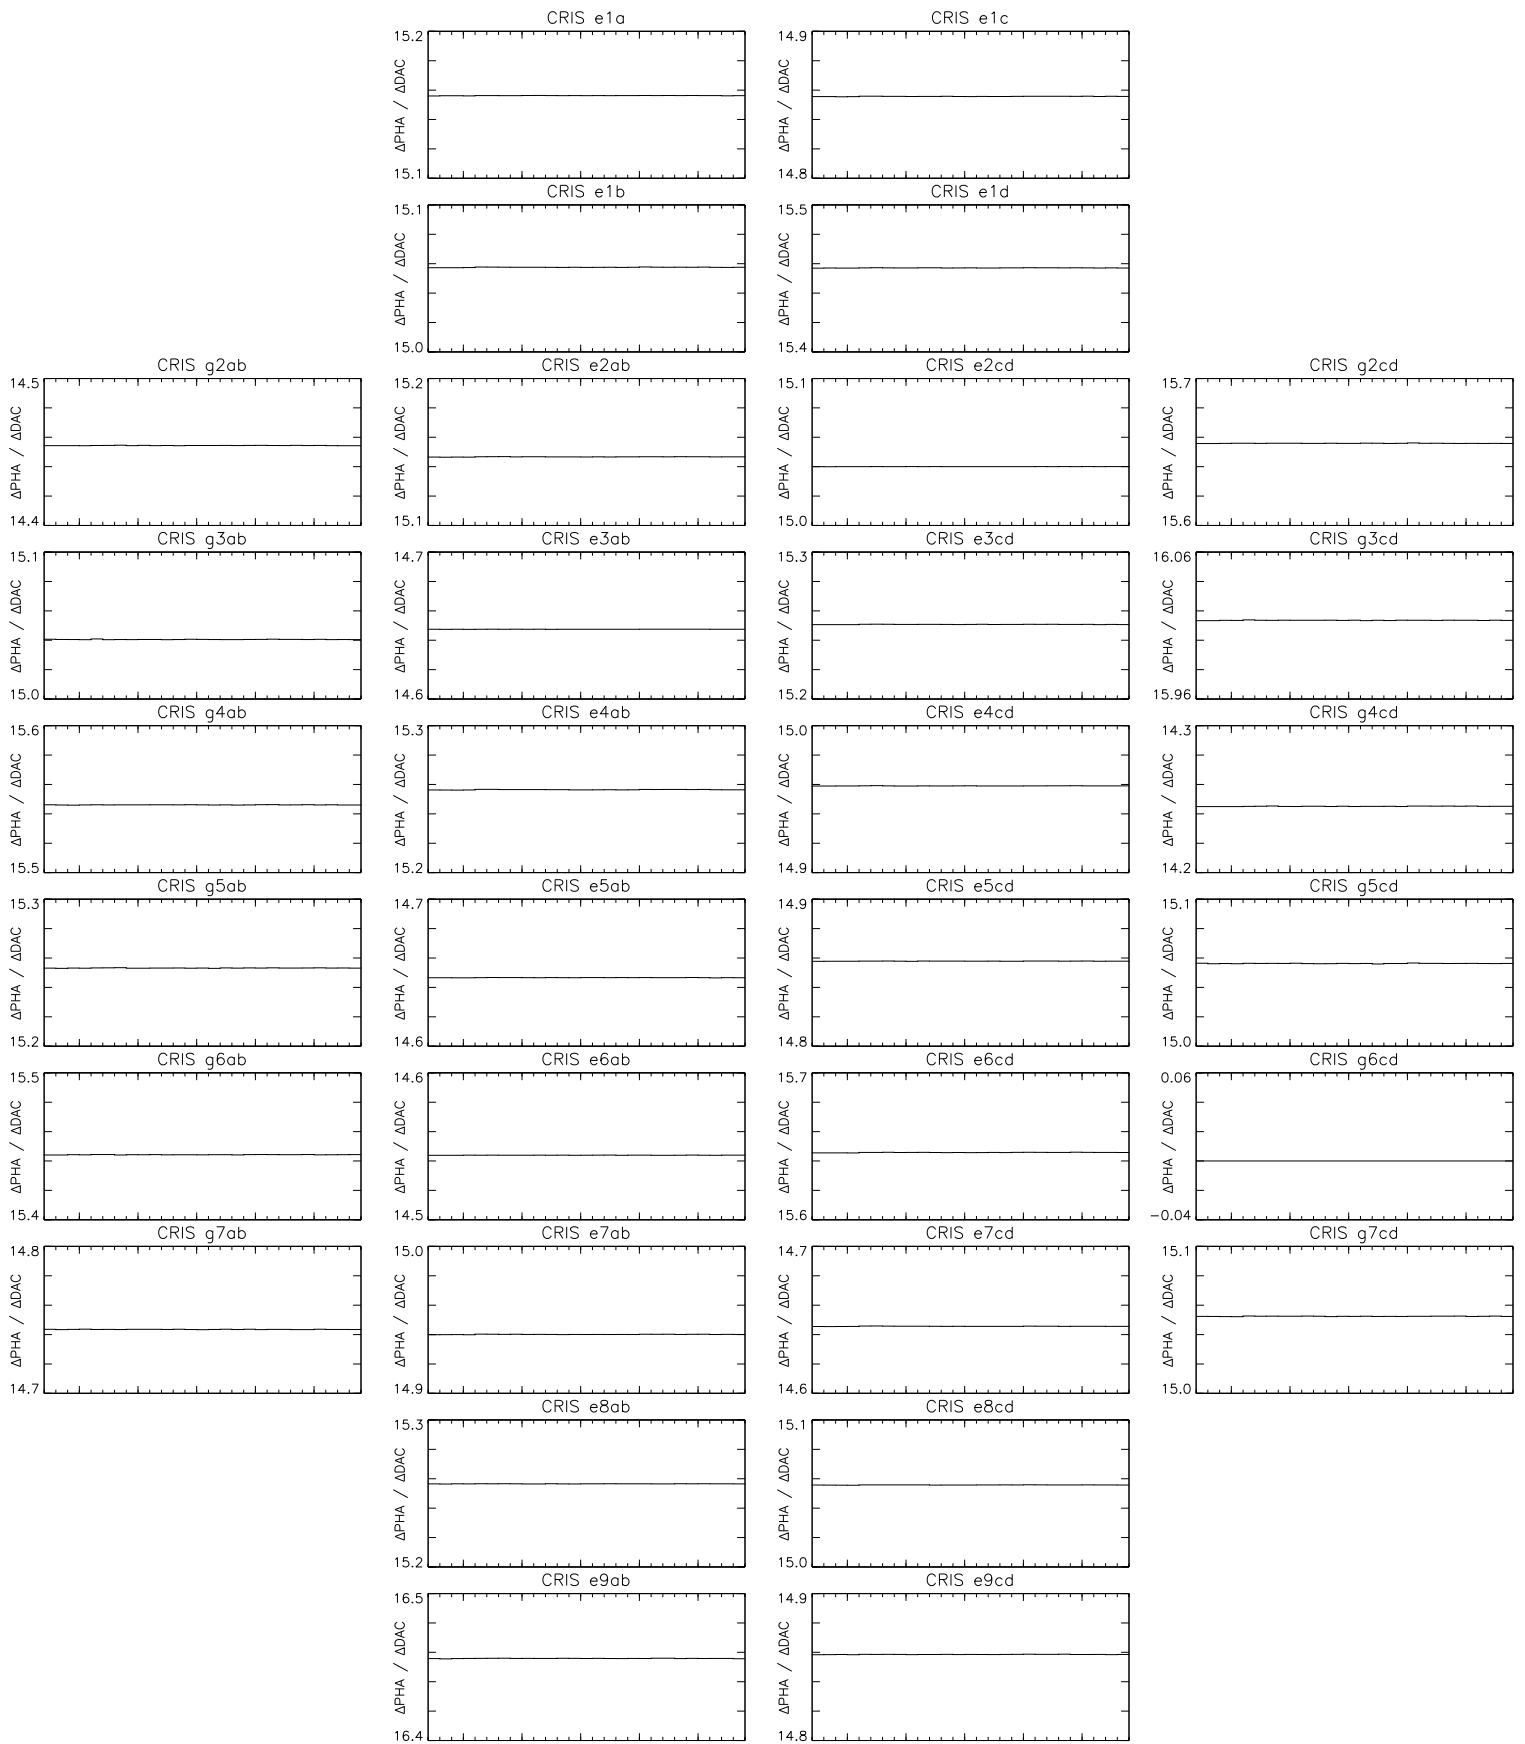 CRIS e1a
15.2
ΔPHA / ΔDAC
15.1
CRIS e1c
14.9
ΔPHA / ΔDAC
14.8
CRIS e1b
15.1
ΔPHA / ΔDAC
15.0
CRIS e1d
15.5
ΔPHA / ΔDAC
15.4
CRIS g2ab
14.5
ΔPHA / ΔDAC
14.4
CRIS e2ab
15.2
ΔPHA / ΔDAC
15.1
CRIS e2cd
15.1
ΔPHA / ΔDAC
15.0
CRIS g2cd
15.7
ΔPHA / ΔDAC
15.6
CRIS g3ab
15.1
ΔPHA / ΔDAC
15.0
CRIS e3ab
14.7
ΔPHA / ΔDAC
14.6
CRIS e3cd
15.3
ΔPHA / ΔDAC
15.2
CRIS g3cd
16.06
ΔPHA / ΔDAC
15.96
CRIS g4ab
15.6
ΔPHA / ΔDAC
15.5
CRIS e4ab
15.3
ΔPHA / ΔDAC
15.2
CRIS e4cd
15.0
ΔPHA / ΔDAC
14.9
CRIS g4cd
14.3
ΔPHA / ΔDAC
14.2
CRIS g5ab
15.3
ΔPHA / ΔDAC
15.2
CRIS e5ab
14.7
ΔPHA / ΔDAC
14.6
CRIS e5cd
14.9
ΔPHA / ΔDAC
14.8
CRIS g5cd
15.1
ΔPHA / ΔDAC
15.0
CRIS g6ab
15.5
ΔPHA / ΔDAC
15.4
CRIS e6ab
14.6
ΔPHA / ΔDAC
14.5
CRIS e6cd
15.7
ΔPHA / ΔDAC
15.6
CRIS g6cd
0.06
ΔPHA / ΔDAC
−0.04
CRIS g7ab
14.8
ΔPHA / ΔDAC
14.7
CRIS e7ab
15.0
ΔPHA / ΔDAC
14.9
CRIS e7cd
14.7
ΔPHA / ΔDAC
14.6
CRIS g7cd
15.1
ΔPHA / ΔDAC
15.0
CRIS e8ab
15.3
ΔPHA / ΔDAC
15.2
CRIS e8cd
15.1
ΔPHA / ΔDAC
15.0
CRIS e9ab
16.5
ΔPHA / ΔDAC
16.4
CRIS e9cd
14.9
ΔPHA / ΔDAC
14.8